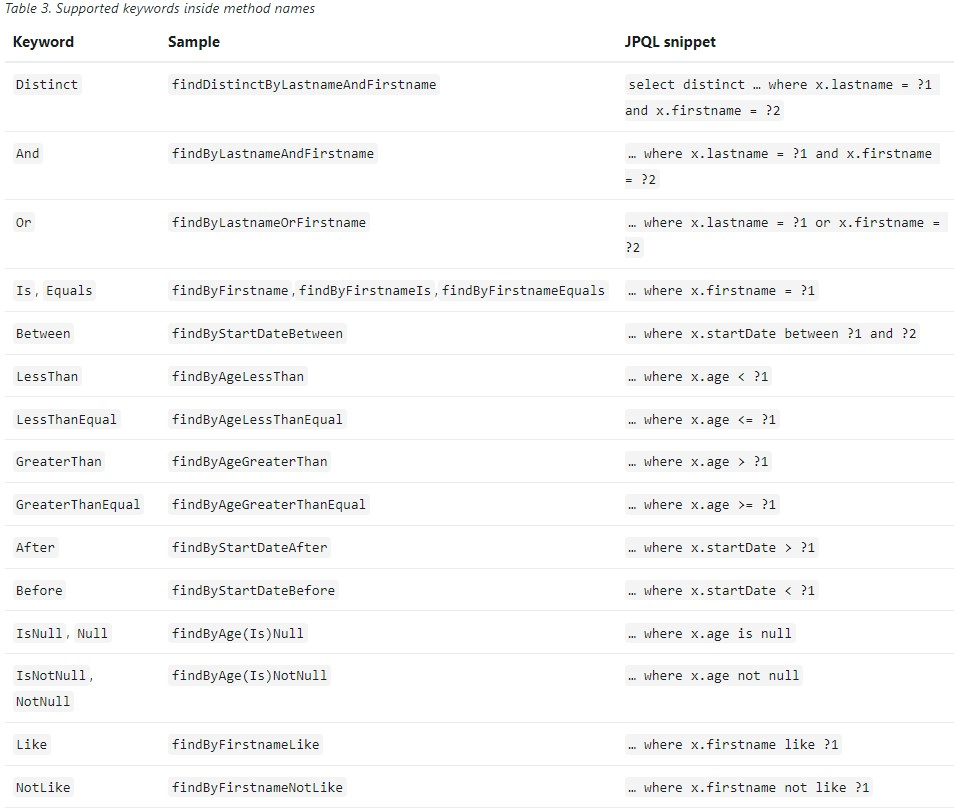 Table 3. Supported keywords inside method names
Keyword Sample JPQL snippet
Distinct findDistinctByLastnameAndFirstname select distinct … where x.lastname = ?1
and x.firstname = ?2
And findByLastnameAndFirstname … where x.lastname = ?1 and x.firstname
= ?2
Or findByLastnameOrFirstname … where x.lastname = ?1 or x.firstname =
?2
Is, Equals findByFirstname,findByFirstnameIs,findByFirstnameEquals … where x.firstname = ?1
Between findByStartDateBetween … where x.startDate between ?1 and ?2
LessThan findByAgeLessThan … where x.age < ?1
LessThanEqual findByAgeLessThanEqual … where x.age <= ?1
GreaterThan findByAgeGreaterThan … where x.age > ?1
GreaterThanEqual findByAgeGreaterThanEqual … where x.age >= ?1
After findByStartDateAfter … where x.startDate > ?1
Before findByStartDateBefore … where x.startDate < ?1
IsNull, Null findByAge(Is)Null … where x.age is null
IsNotNull, findByAge(Is)NotNull … where x.age not null
NotNull
Like findByFirstnameLike … where x.firstname like ?1
NotLike findByFirstnameNotLike … where x.firstname not like ?1